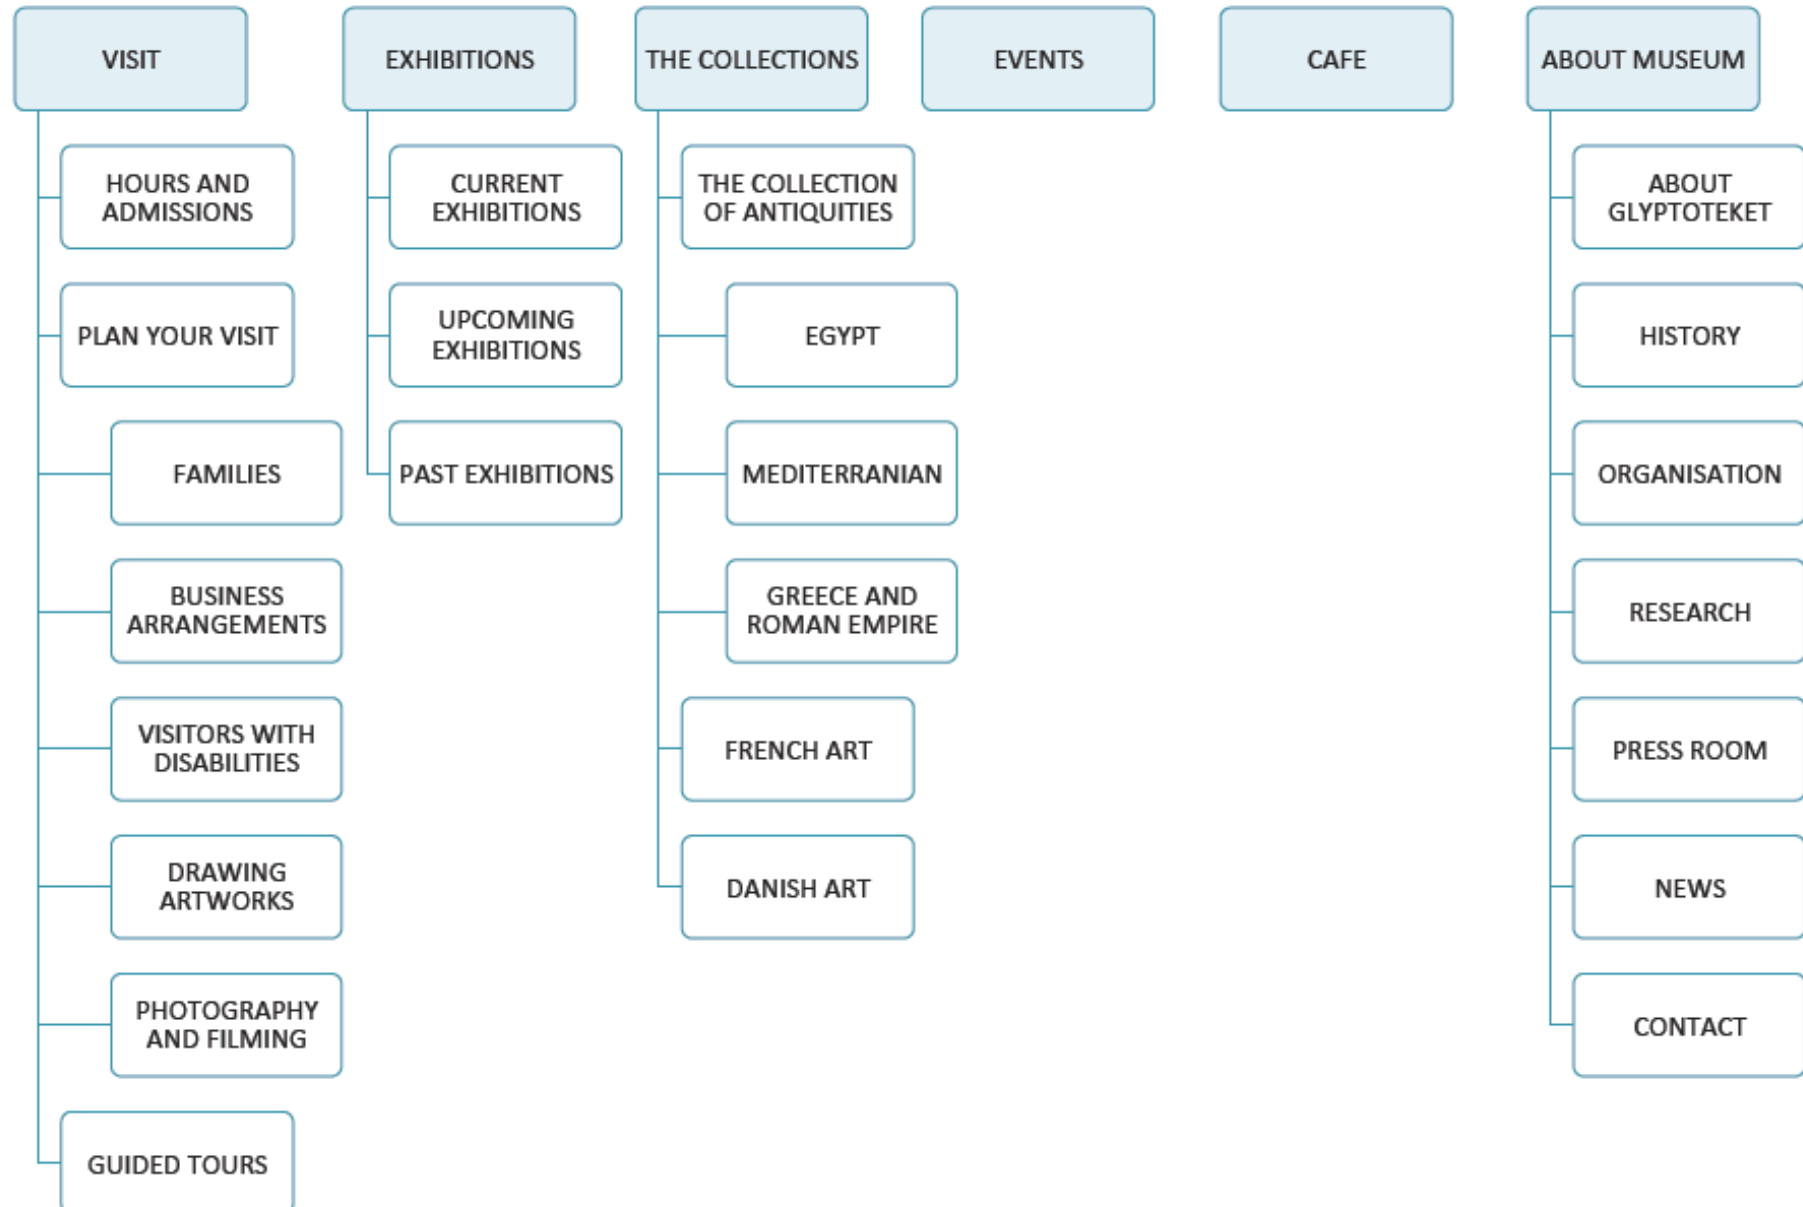 VISIT
HOURS AND
ADMISSIONS
PLAN YOUR VISIT
FAMILIES
BUSINESS
ARRANGEMENTS
VISITORS WITH
DISABILITIES
DRAWING
ARTWORKS
PHOTOGRAPHY
AND FILMING
GUIDED TOURS
EXHIBITIONS
CURRENT
EXHIBITIONS
UPCOMING
EXHIBITIONS
PAST EXHIBITIONS
THE COLLECTIONS
THE COLLECTION
OF ANTIQUITIES
EGYPT
MEDITERRANIAN
GREECE AND
ROMAN EMPIRE
FRENCH ART
DANISH ART
EVENTS
CAFE
ABOUT MUSEUM
ABOUT
GLYPTOTEKET
HISTORY
ORGANISATION
RESEARCH
PRESS ROOM
NEWS
CONTACT